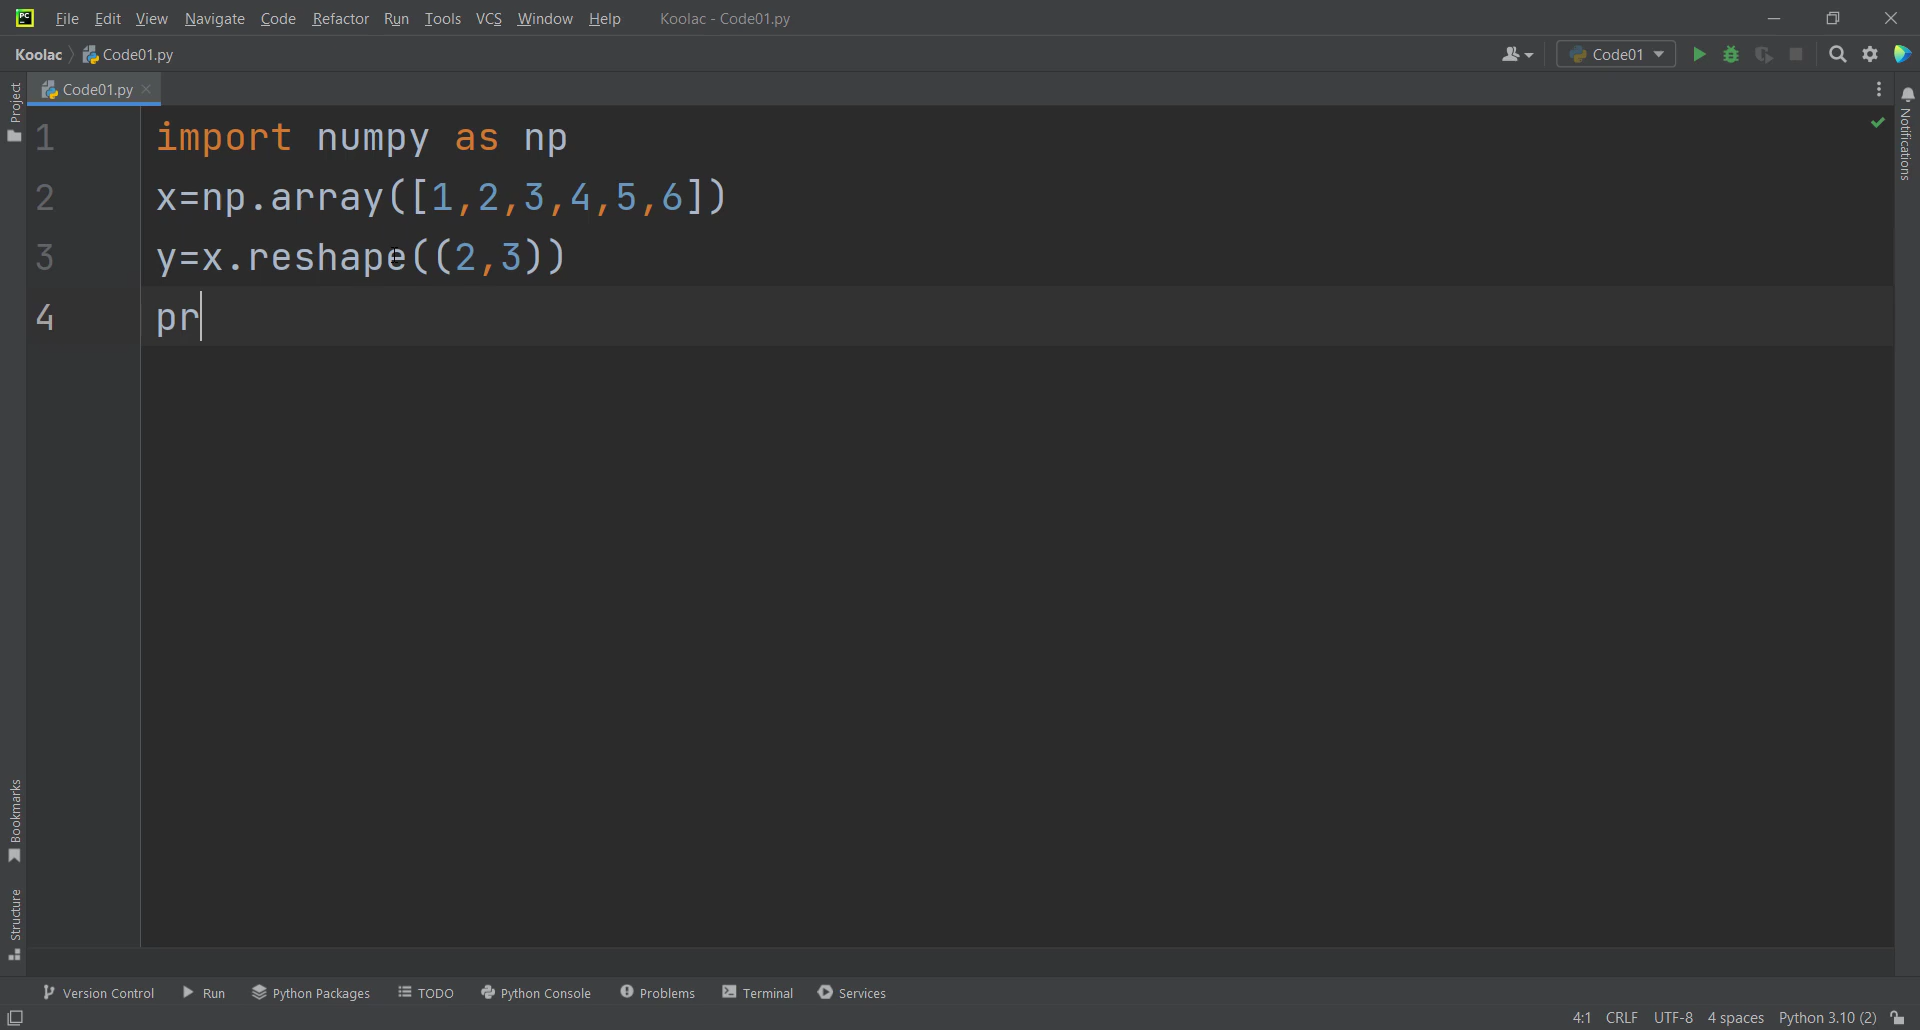 PC File Edit View Navigate Code Refactor Run Tools VCS Window Help Koolac - Code01.py
Koolac Code01.py Code01
Project
Code01.py
Notifications
1 import numpy as np
2 x=np.array([1,2,3,4,5,6])
3 y=x.reshape((2,3))
4 pr
Bookmarks
Structure
Version Control Run Python Packages TODO Python Console Problems Terminal Services
4:1 CRLF UTF-8 4 spaces Python 3.10 (2)